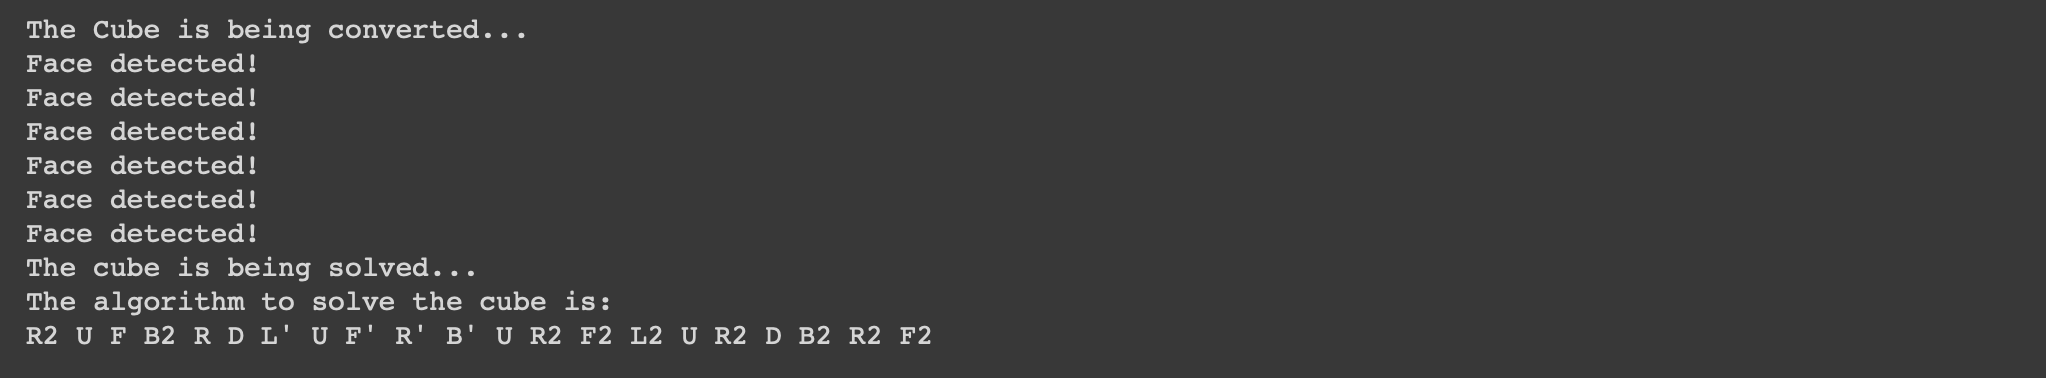 The Cube is being converted...
Face detected!
Face detected!
Face detected!
Face detected!
Face detected!
Face detected!
The cube is being solved...
The algorithm to solve the cube is:
R2 U F B2 R D L' U F' R' B' U R2 F2 L2 U R2 D B2 R2 F2